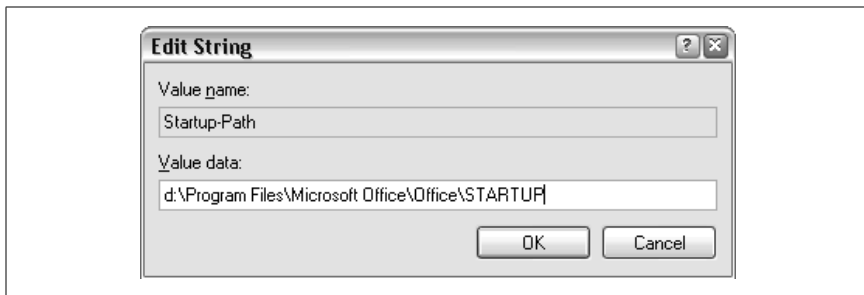 Edit String
?
Value name:
Startup-Path
Value data:
d:\Program Files\Microsoft Office\Office\STARTUP
OK Cancel